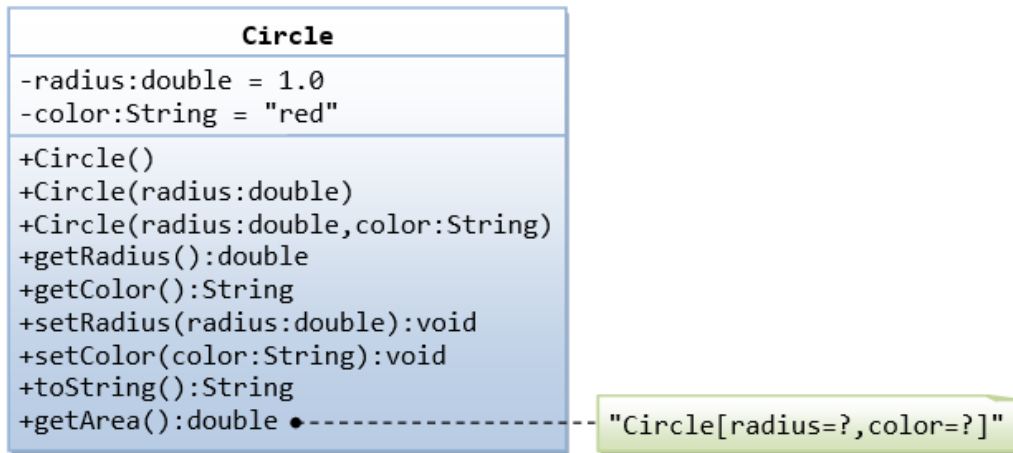 Circle
-radius:double = 1.0
-color:String = "red"
+Circle()
+Circle(radius:double)
+Circle(radius:double,color:String)
+getRadius():double
+getColor():String
+setRadius(radius:double):void
+setColor(color:String):void
+toString():String
+getArea():double
"Circle[radius=?,color=?]"